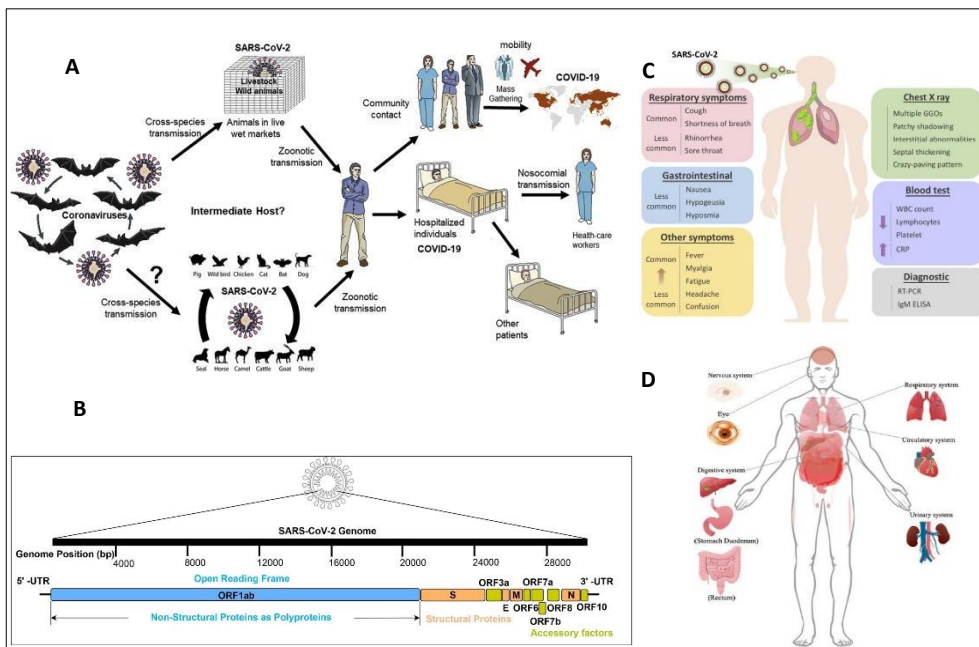 A
SARS-CoV-2
Livestock
Wild animals
Animals in live
wet markets
Cross-species
transmission
Zoonotic
transmission
Coronaviruses
Intermediate Host?
?
Cross-species
transmission
Pig Wild bird Chicken Cat Bat Dog
SARS-CoV-2
Seal Horse Camel Cattle Goat Sheep
Zoonotic
transmission
Community
contact
mobility
Mass
Gathering
COVID-19
Hospitalized
individuals
COVID-19
Nosocomial
transmission
Health-care
workers
Other
patients
B
SARS-CoV-2 Genome
Genome Position (bp)
4000 8000 12000 16000 20000 24000 28000
5' -UTR
Open Reading Frame
ORF3a
ORF7a
3' -UTR
ORF1ab
S
M
N
E
ORF6
ORF8
ORF10
ORF7b
Non-Structural Proteins as Polyproteins
Structural Proteins
Accessory factors
C
SARS-CoV-2
Respiratory symptoms
Common
Cough
Shortness of breath
Less
common
Rhinorrhea
Sore throat
Gastrointestinal
Less
common
Nausea
Hypogeusia
Hyposmia
Other symptoms
Common
Less
common
Fever
Myalgia
Fatigue
Headache
Confusion
Chest X ray
Multiple GGOs
Patchy shadowing
Interstitial abnormalities
Septal thickening
Crazy-paving pattern
Blood test
WBC count
Lymphocytes
Platelet
CRP
Diagnostic
RT-PCR
IgM ELISA
D
Nervous system
Eye
Digestive system
(Stomach Duodenum)
(Rectum)
Respiratory system
Circulatory system
Urinary system